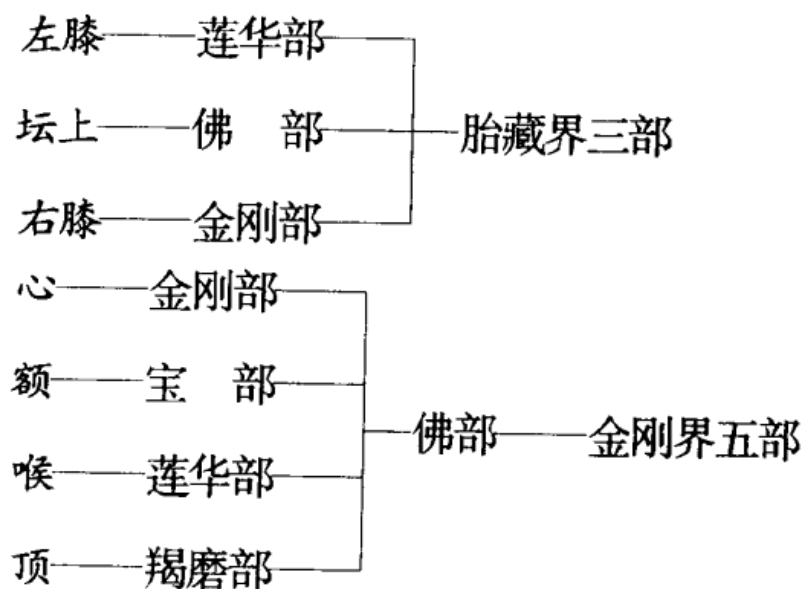 左膝 莲华部
坛上 佛 部 胎藏界三部
右膝 金刚部
心 金刚部
额 宝 部
佛部 金刚界五部
喉 莲华部
顶 羯磨部